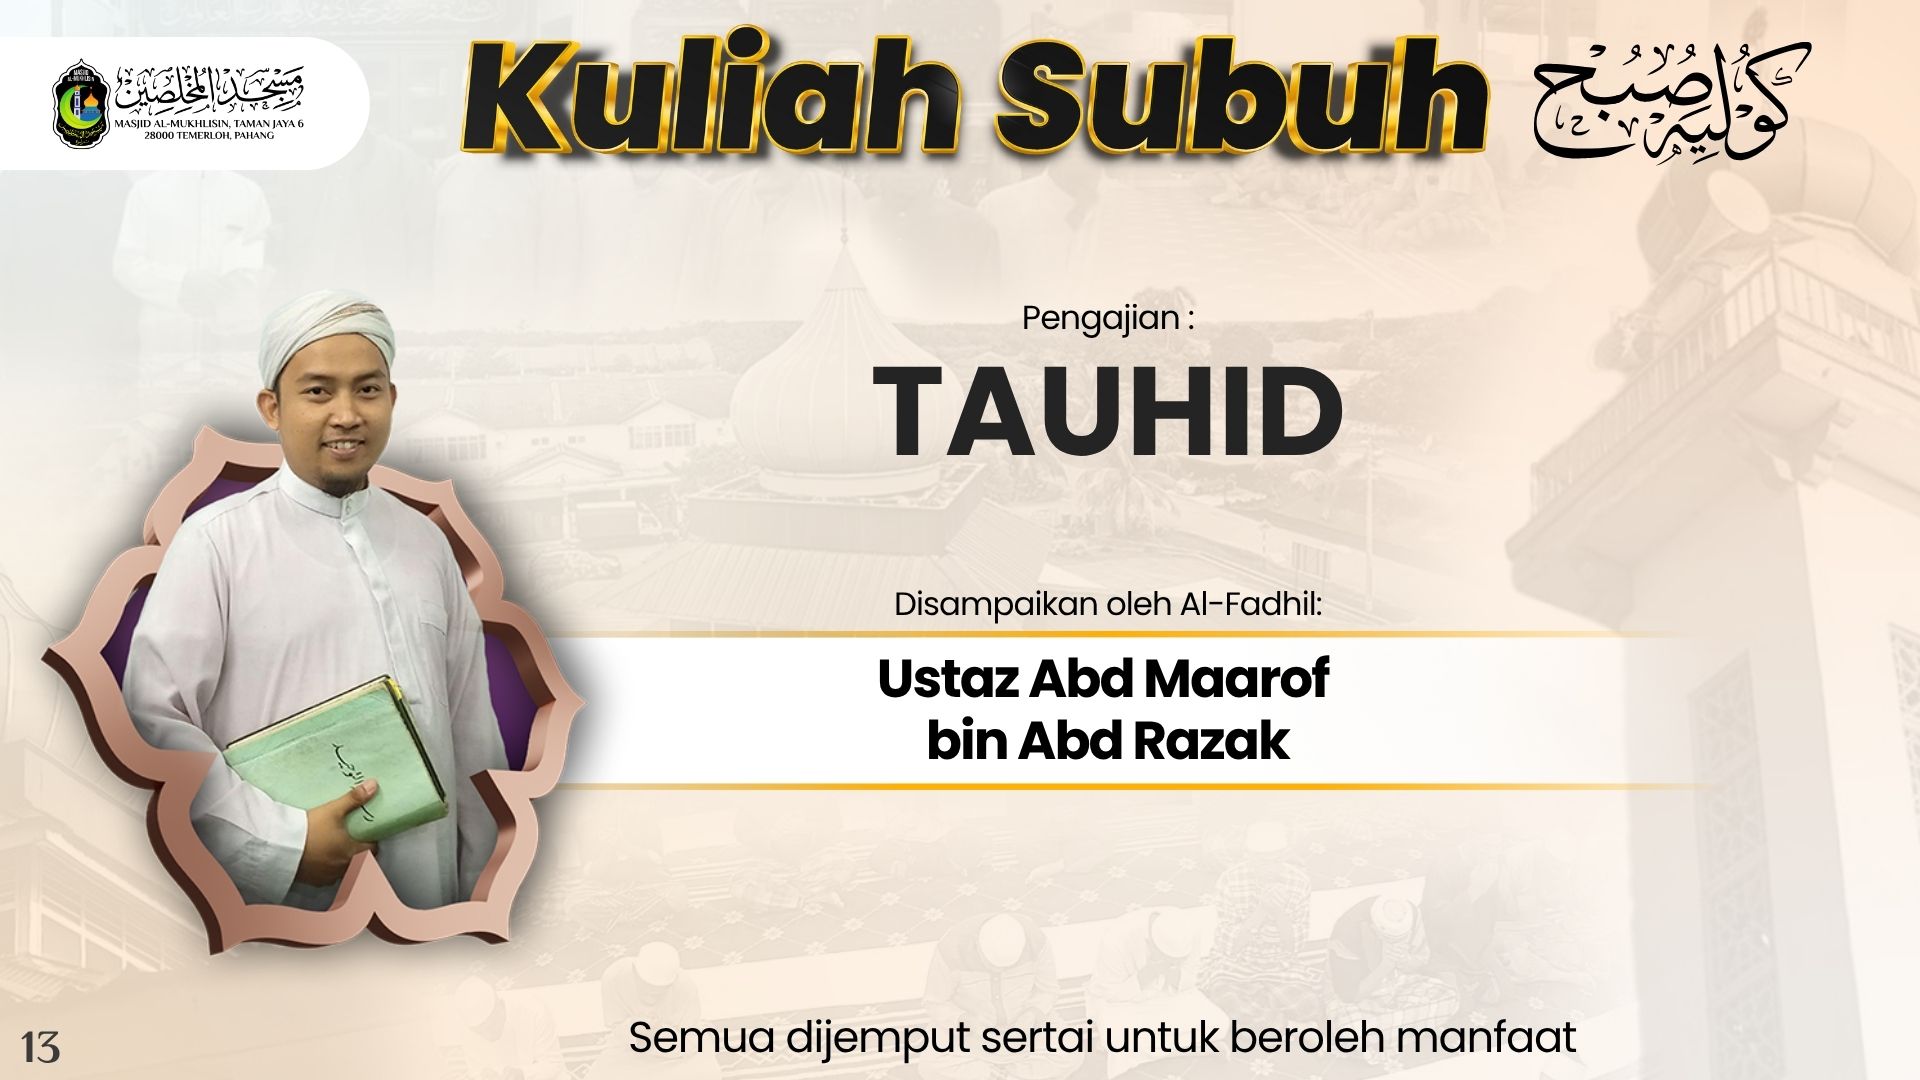 مسجد المخلصين
MASJID AL-MUKHLISIN, TAMAN JAYA 6
28000 TEMERLOH, PAHANG
Kuliah Subuh
كوليه صبح
Pengajian :
TAUHID
Disampaikan oleh Al-Fadhil:
Ustaz Abd Maarof
bin Abd Razak
Semua dijemput sertai untuk beroleh manfaat
13